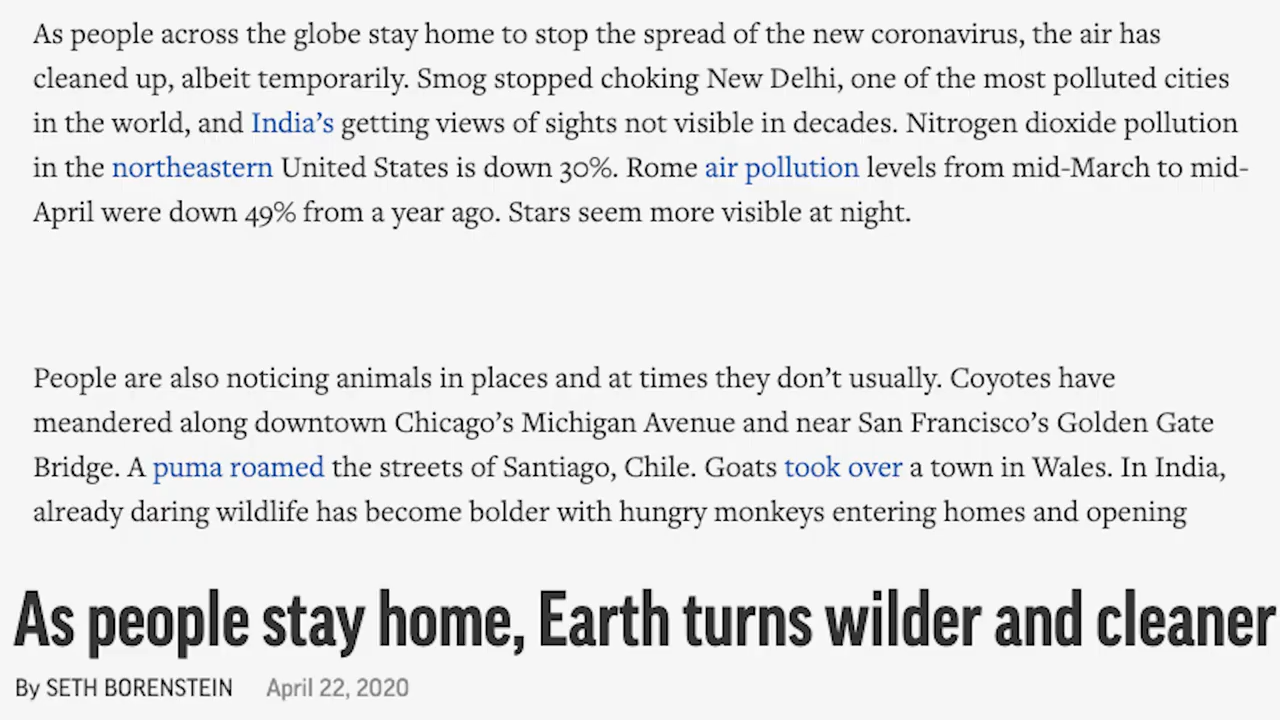 As people across the globe stay home to stop the spread of the new coronavirus, the air has
cleaned up, albeit temporarily. Smog stopped choking New Delhi, one of the most polluted cities
in the world, and India’s getting views of sights not visible in decades. Nitrogen dioxide pollution
in the northeastern United States is down 30%. Rome air pollution levels from mid-March to mid-
April were down 49% from a year ago. Stars seem more visible at night.
People are also noticing animals in places and at times they don’t usually. Coyotes have
meandered along downtown Chicago’s Michigan Avenue and near San Francisco’s Golden Gate
Bridge. A puma roamed the streets of Santiago, Chile. Goats took over a town in Wales. In India,
already daring wildlife has become bolder with hungry monkeys entering homes and opening
As people stay home, Earth turns wilder and cleaner
By SETH BORENSTEIN April 22, 2020